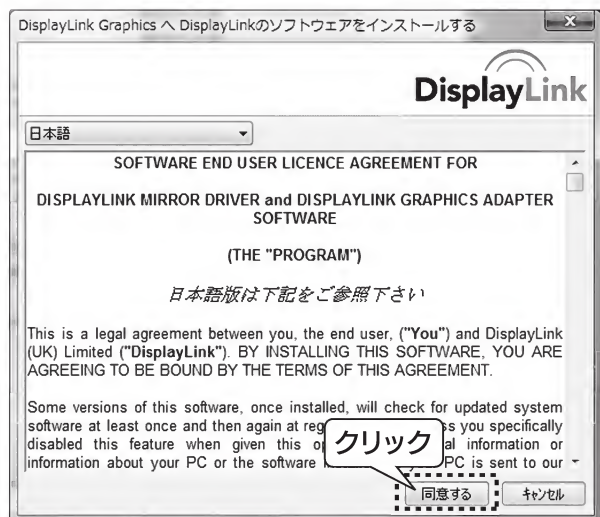 DisplayLink Graphics へ DisplayLinkのソフトウェアをインストールする
DisplayLink
日本語
SOFTWARE END USER LICENCE AGREEMENT FOR
DISPLAYLINK MIRROR DRIVER and DISPLAYLINK GRAPHICS ADAPTER
SOFTWARE
(THE "PROGRAM")
日本語版は下記をご参照下さい
This is a legal agreement between you, the end user, ("You") and DisplayLink
(UK) Limited ("DisplayLink"). BY INSTALLING THIS SOFTWARE, YOU ARE
AGREEING TO BE BOUND BY THE TERMS OF THIS AGREEMENT.
Some versions of this software, once installed, will check for updated system
software at least once and then again at reg ss you specifically
disabled this feature when given this op al information or
information about your PC or the software PC is sent to our
クリック
同意する キャンセル